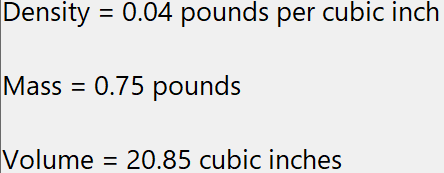 Density = 0.04 pounds per cubic inch
Mass = 0.75 pounds
Volume = 20.85 cubic inches